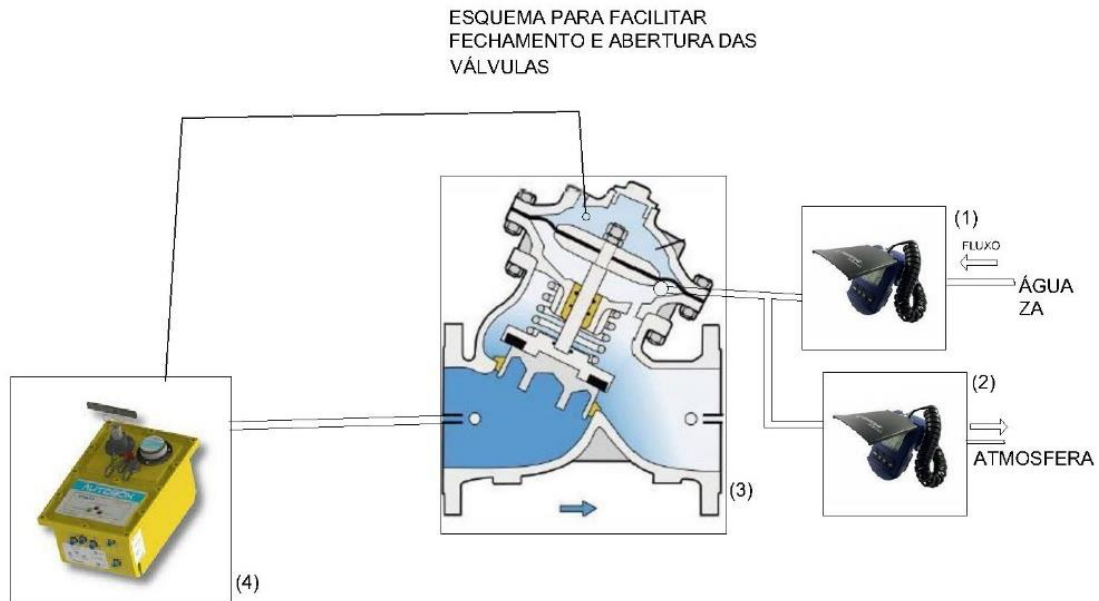 ESQUEMA PARA FACILITAR
FECHAMENTO E ABERTURA DAS
VÁLVULAS
(1)
FLUXO
ÁGUA
ZA
(2)
ATMOSFERA
(3)
(4)